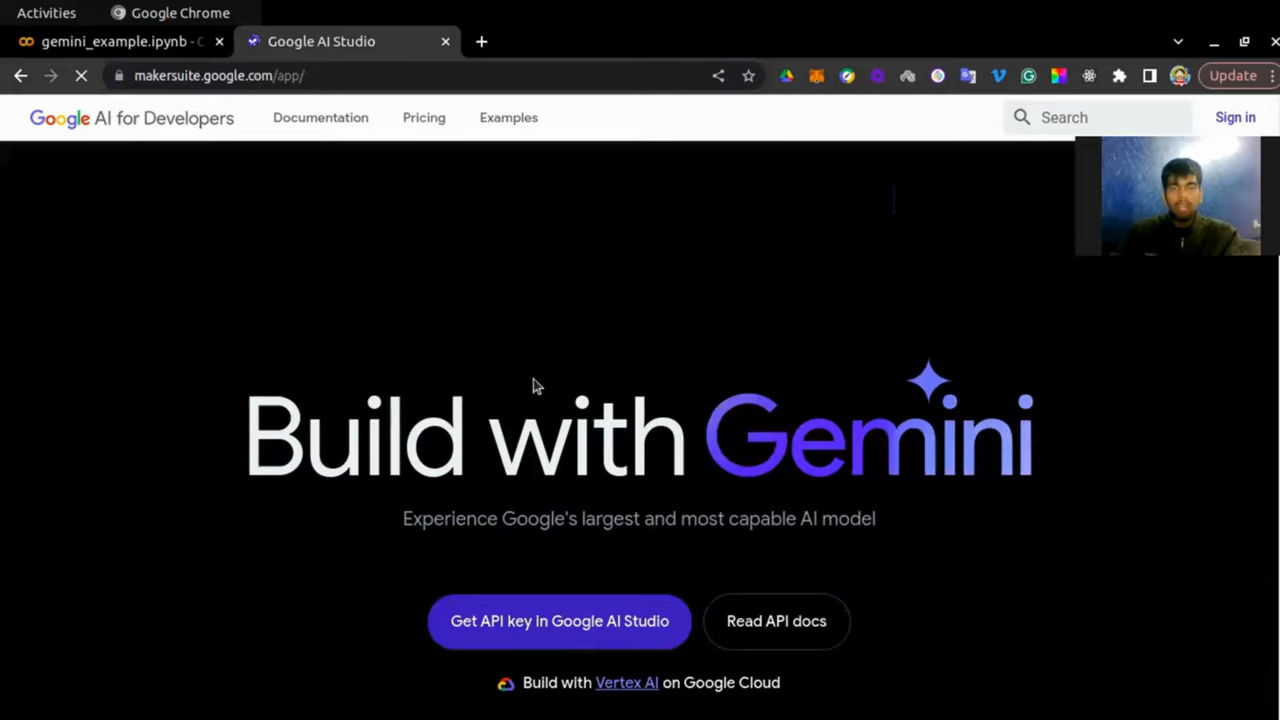 Activities
Google Chrome
gemini_example.ipynb - C
Google AI Studio
makersuite.google.com/app/
Update
Google AI for Developers
Documentation
Pricing
Examples
Search
Sign in
Build with Gemini
Experience Google's largest and most capable AI model
Get API key in Google AI Studio
Read API docs
Build with Vertex AI on Google Cloud